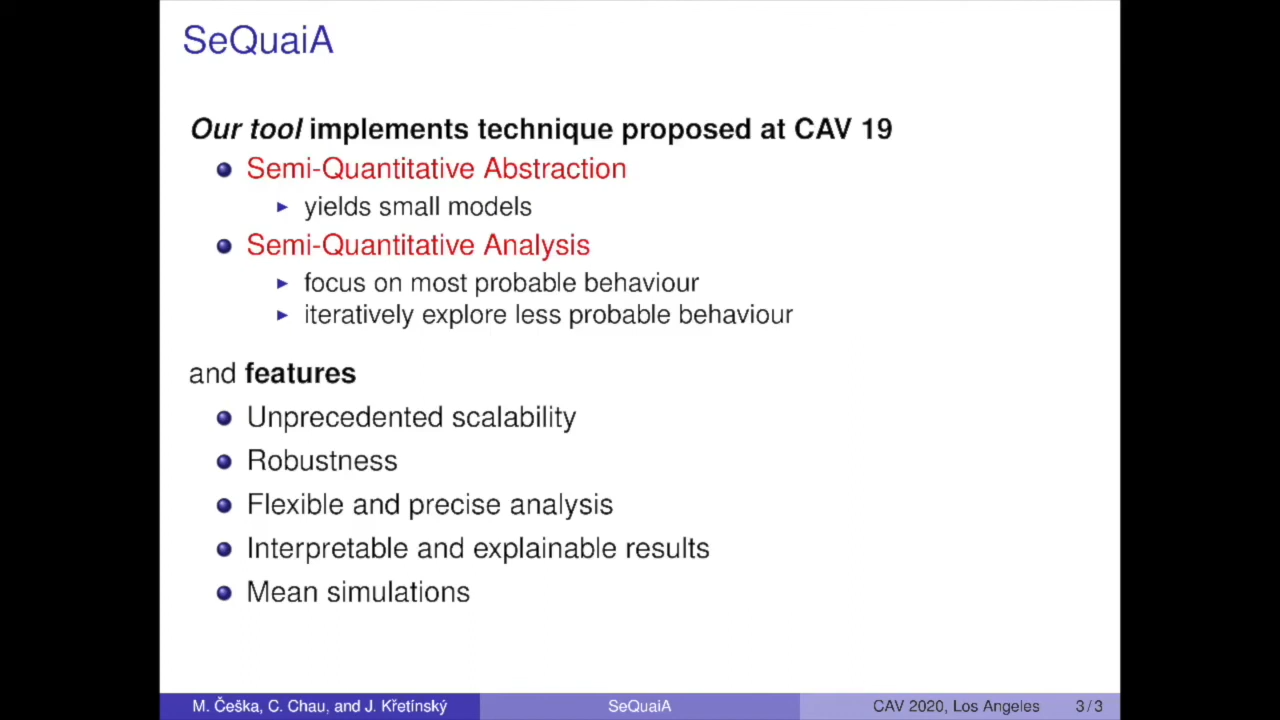 SeQuaiA
Our tool implements technique proposed at CAV 19
Semi-Quantitative Abstraction
yields small models
Semi-Quantitative Analysis
focus on most probable behaviour
iteratively explore less probable behaviour
and features
Unprecedented scalability
Robustness
Flexible and precise analysis
Interpretable and explainable results
Mean simulations
M. Češka, C. Chau, and J. Křetínský SeQuaiA CAV 2020, Los Angeles 3 / 3